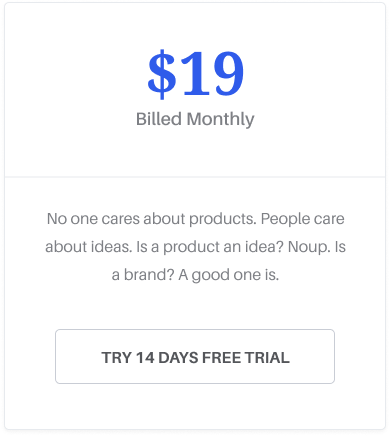 $19
Billed Monthly
No one cares about products. People care
about ideas. Is a product an idea? Noup. Is
a brand? A good one is.
TRY 14 DAYS FREE TRIAL